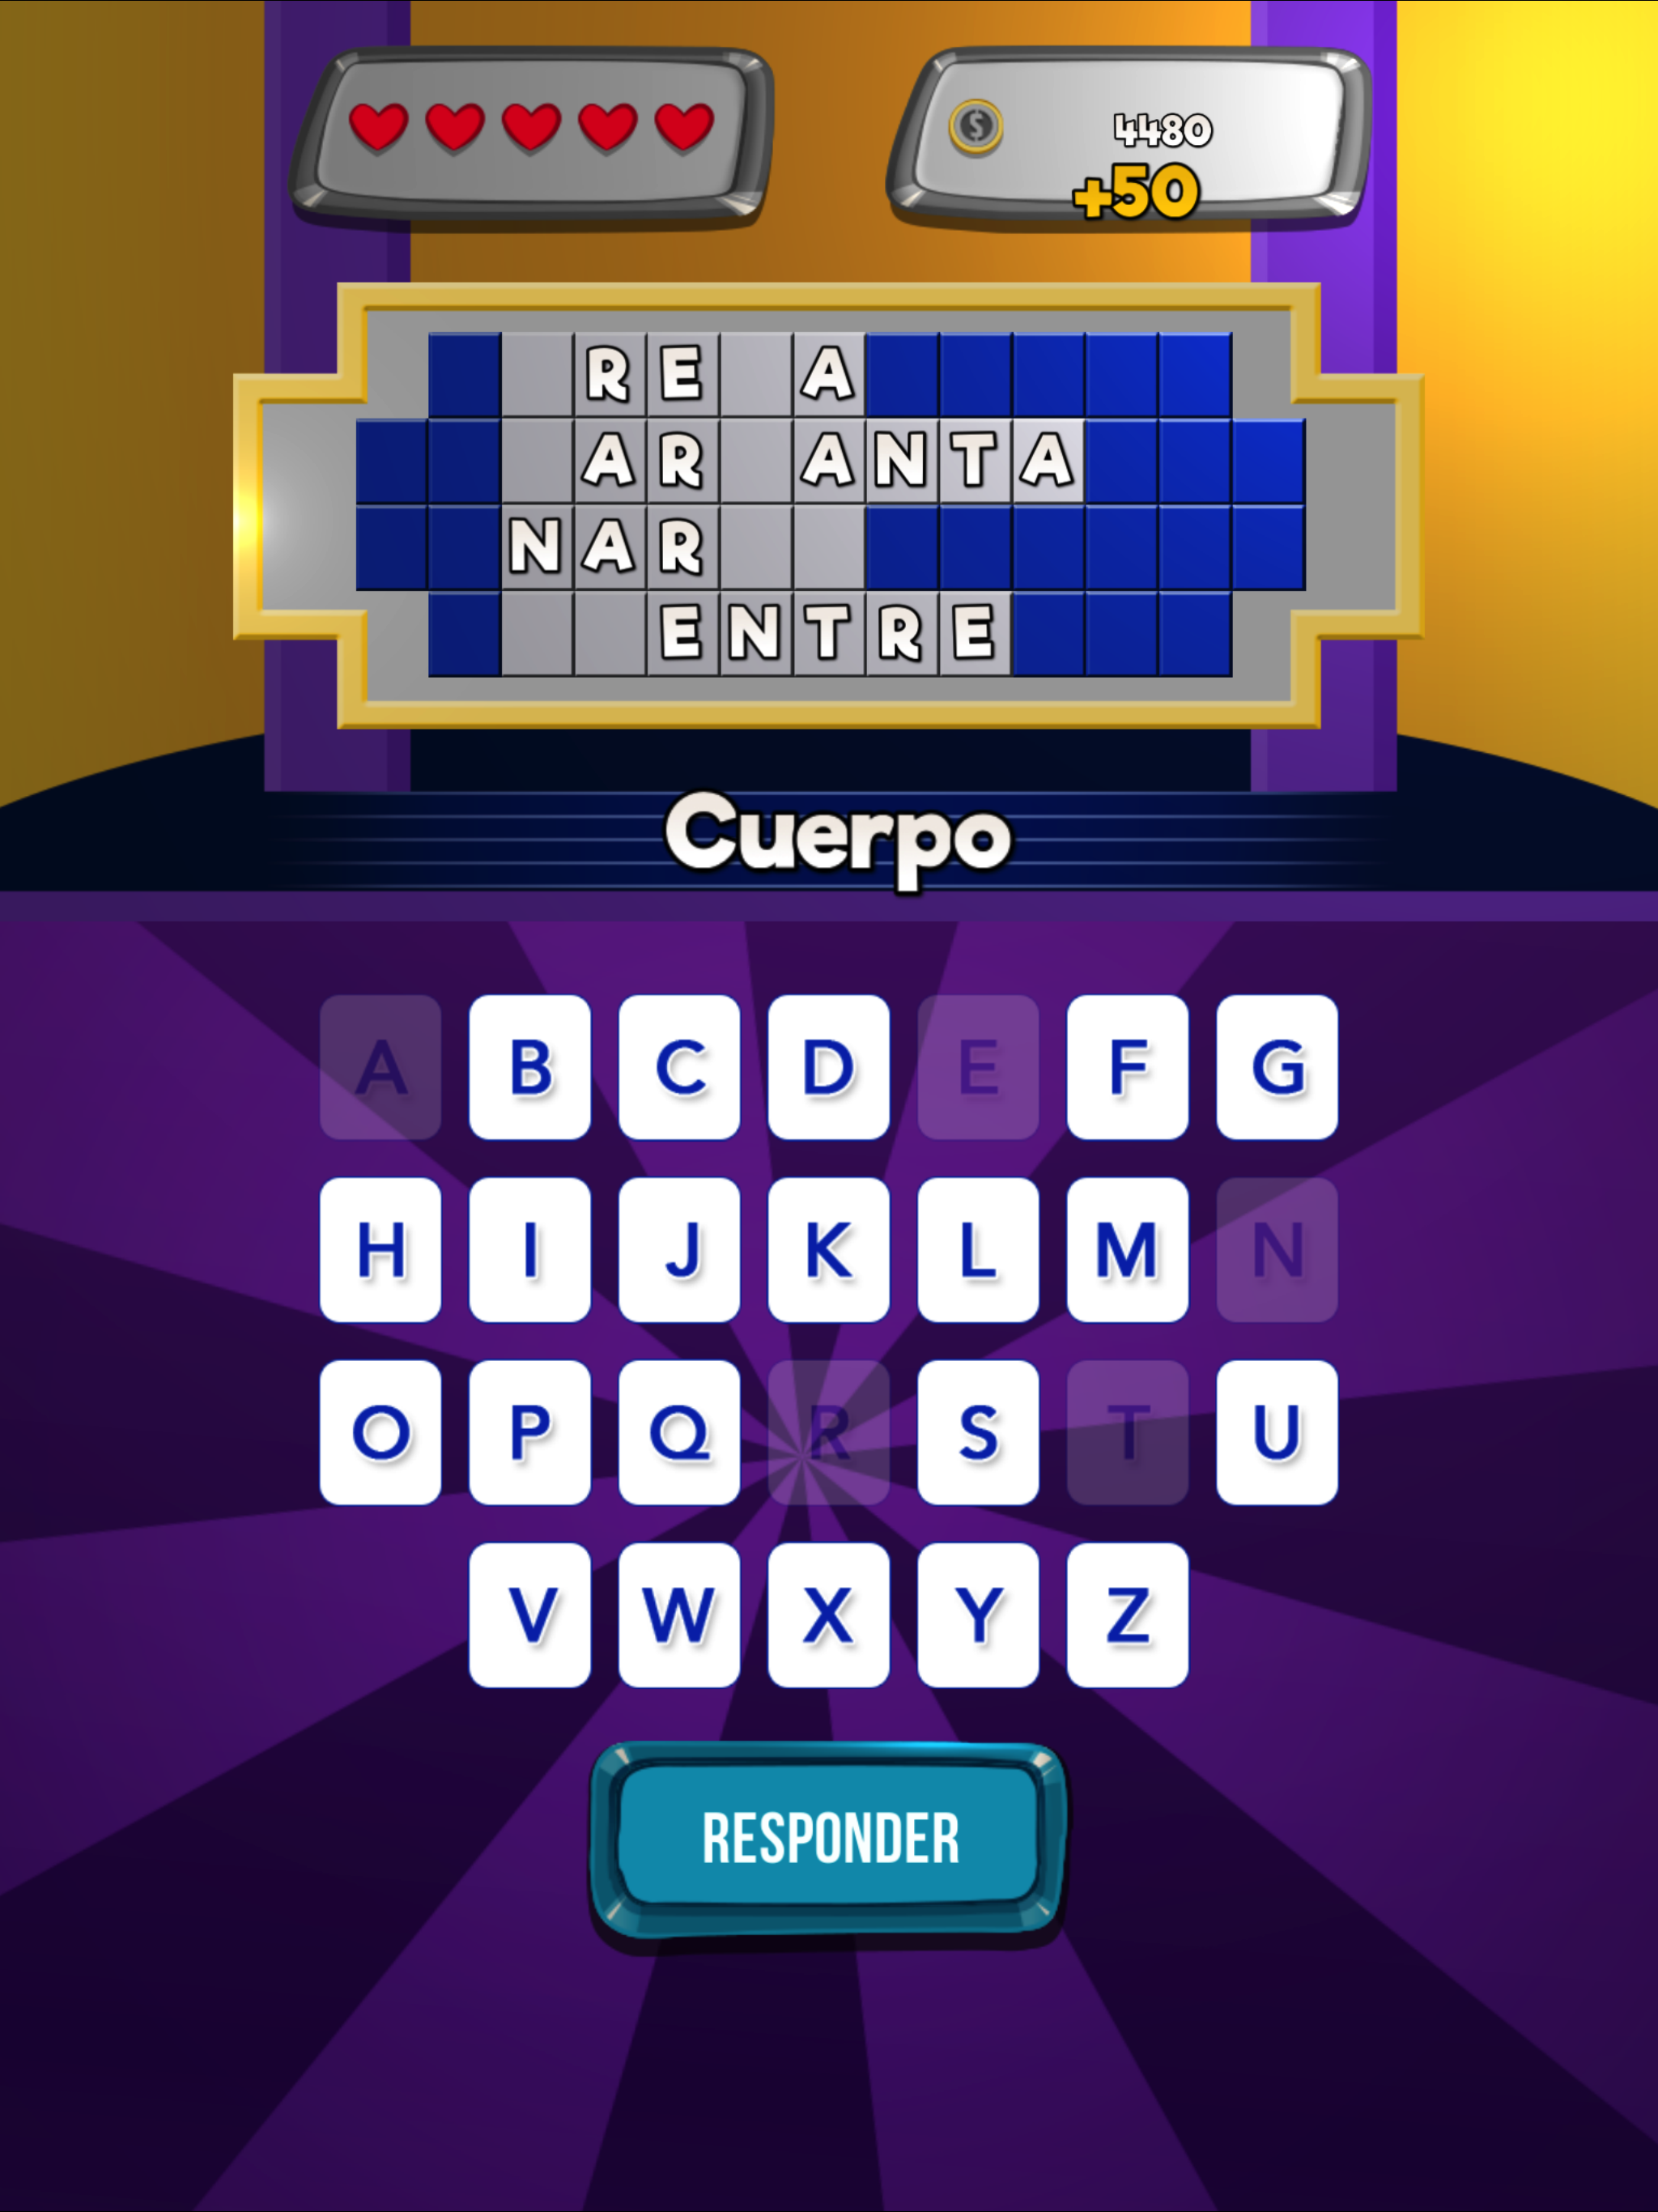 4480
+50
RE A
AR ANTA
NAR
ENTRE
Cuerpo
A B C D E F G
H I J K L M N
O P Q R S T U
V W X Y Z
RESPONDER